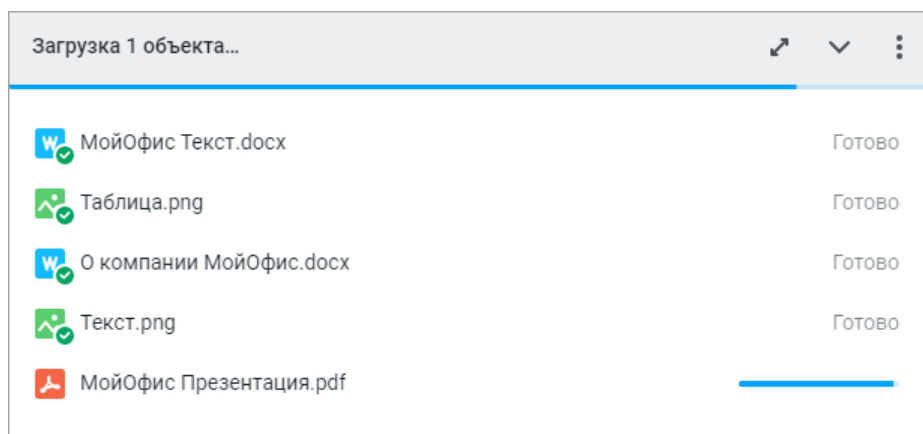 Загрузка 1 объекта...
МойОфис Текст.docx Готово
Таблица.png Готово
О компании МойОфис.docx Готово
Текст.png Готово
МойОфис Презентация.pdf